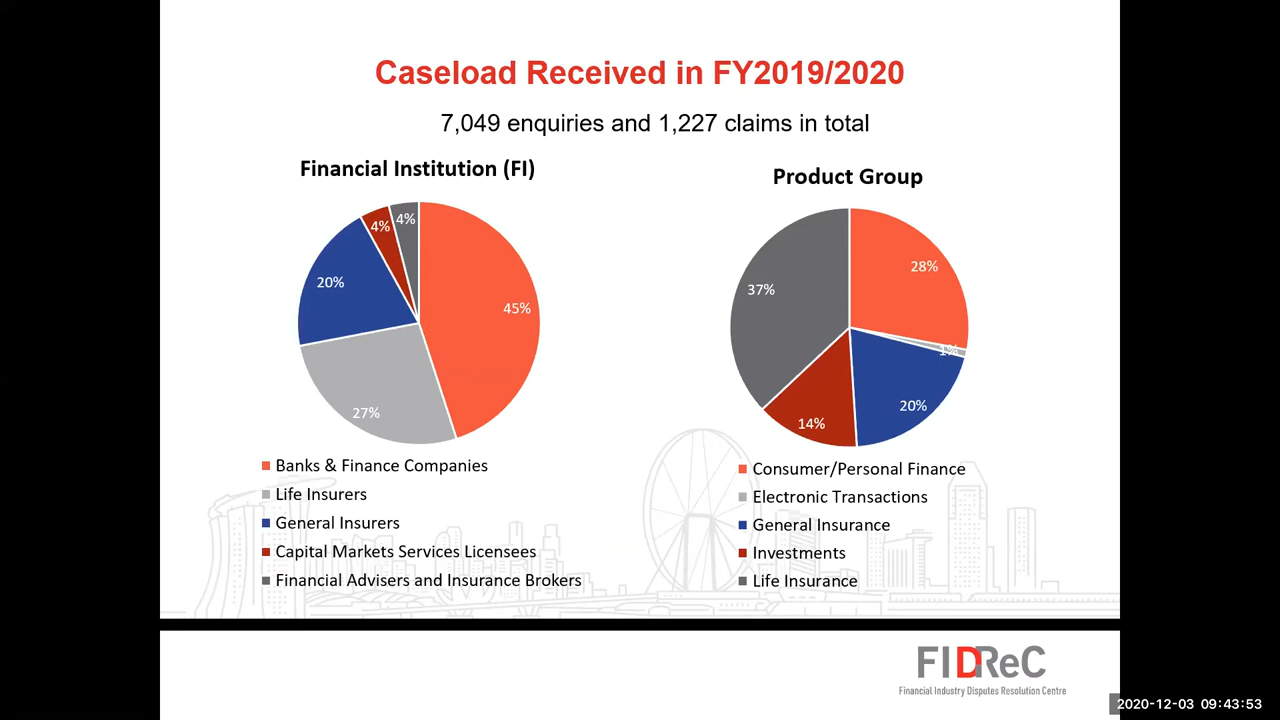 Caseload Received in FY2019/2020
7,049 enquiries and 1,227 claims in total
Financial Institution (FI)
4%
4%
20%
45%
27%
Banks & Finance Companies
Life Insurers
General Insurers
Capital Markets Services Licensees
Financial Advisers and Insurance Brokers
Product Group
28%
37%
1%
20%
14%
Consumer/Personal Finance
Electronic Transactions
General Insurance
Investments
Life Insurance
FIDReC
Financial Industry Disputes Resolution Centre
2020-12-03 09:43:53